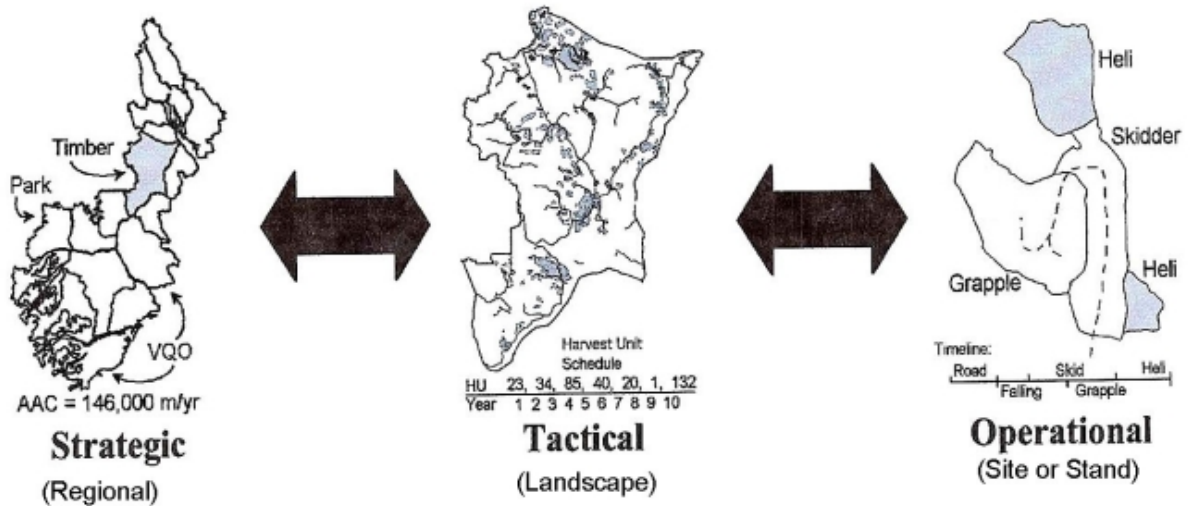 Timber
Park
VQO
AAC = 146,000 m/yr
Strategic
(Regional)
Harvest Unit
Schedule
HU 23, 34, 85, 40, 20, 1, 132
Year 1 2 3 4 5 6 7 8 9 10
Tactical
(Landscape)
Heli
Skidder
Grapple
Heli
Timeline:
Road Skid Heli
Falling Grapple
Operational
(Site or Stand)